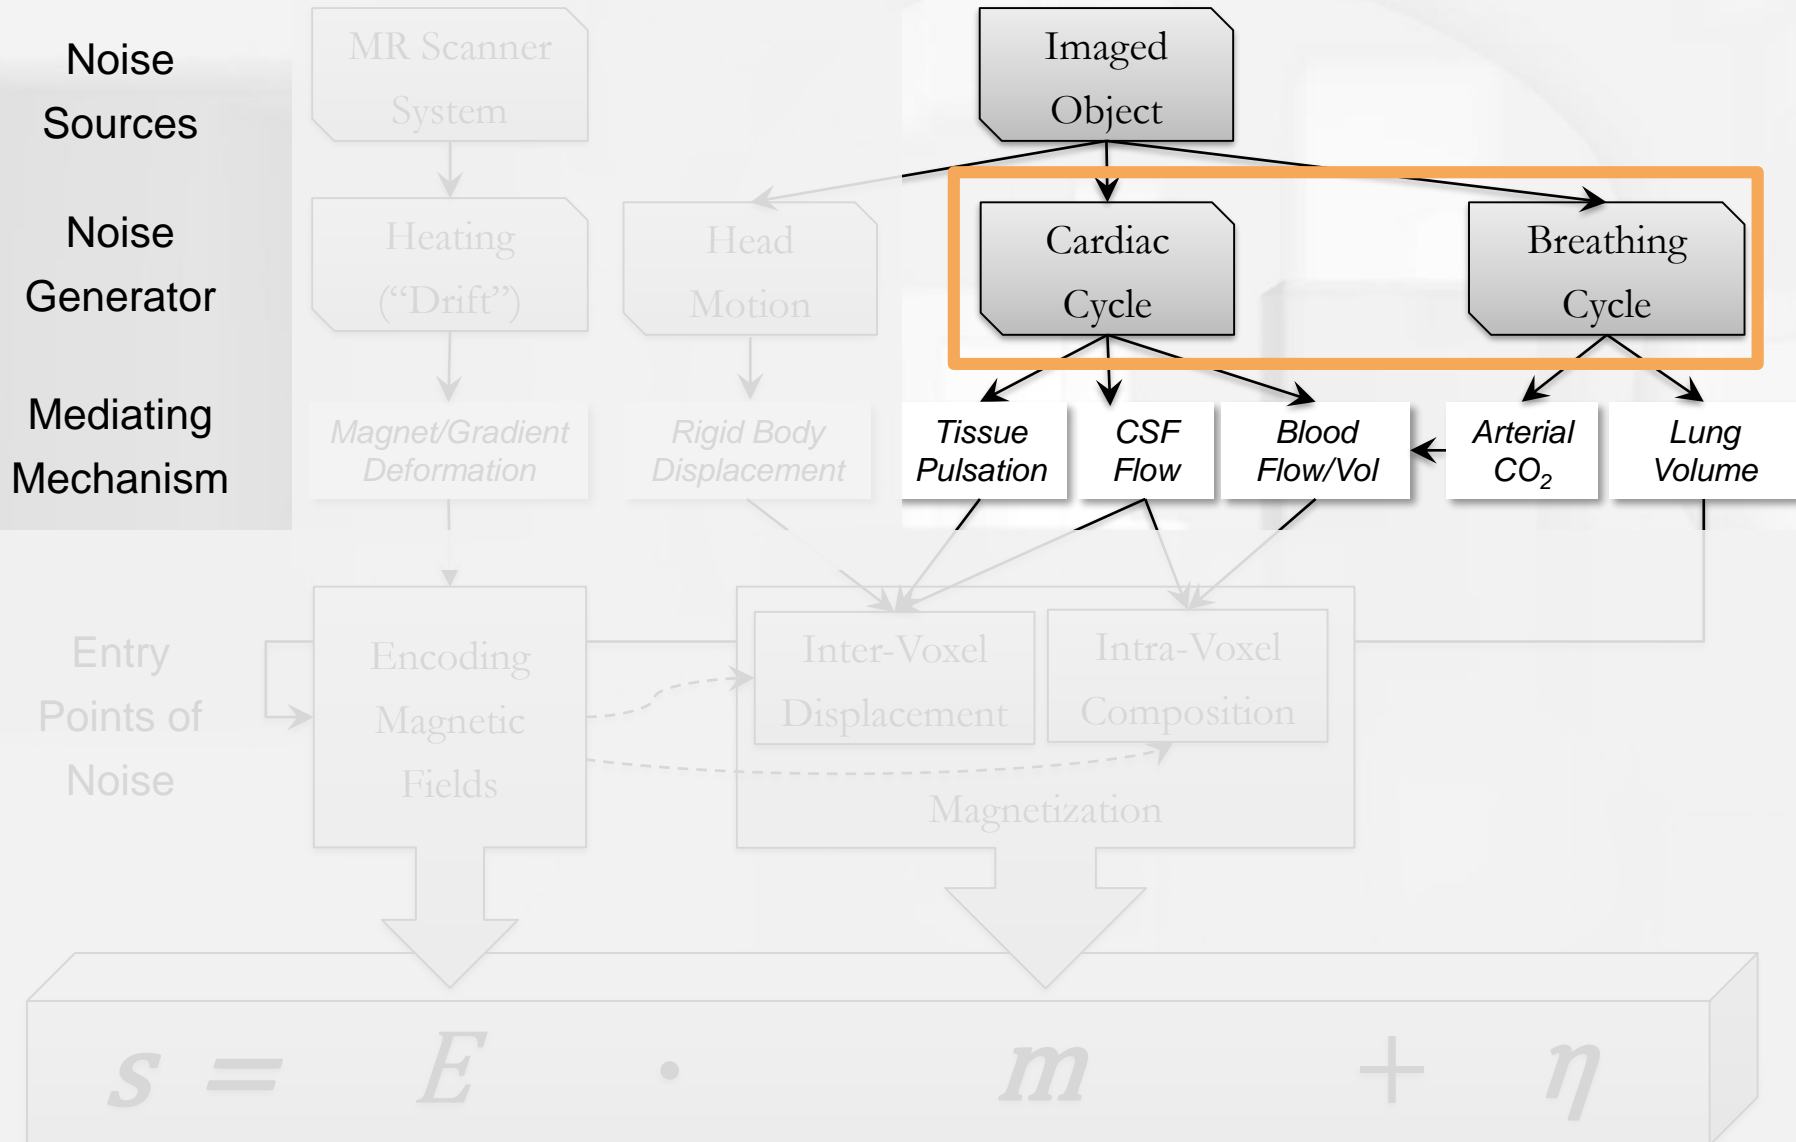 Noise
Sources
MR Scanner
System
Imaged
Object
Noise
Generator
Heating
(“Drift”)
Head
Motion
Cardiac
Cycle
Breathing
Cycle
Mediating
Mechanism
Magnet/Gradient
Deformation
Rigid Body
Displacement
Tissue
Pulsation
CSF
Flow
Blood
Flow/Vol
Arterial
CO₂
Lung
Volume
Entry
Points of
Noise
Encoding
Magnetic
Fields
Inter-Voxel
Displacement
Intra-Voxel
Composition
Magnetization
s = E · m + η